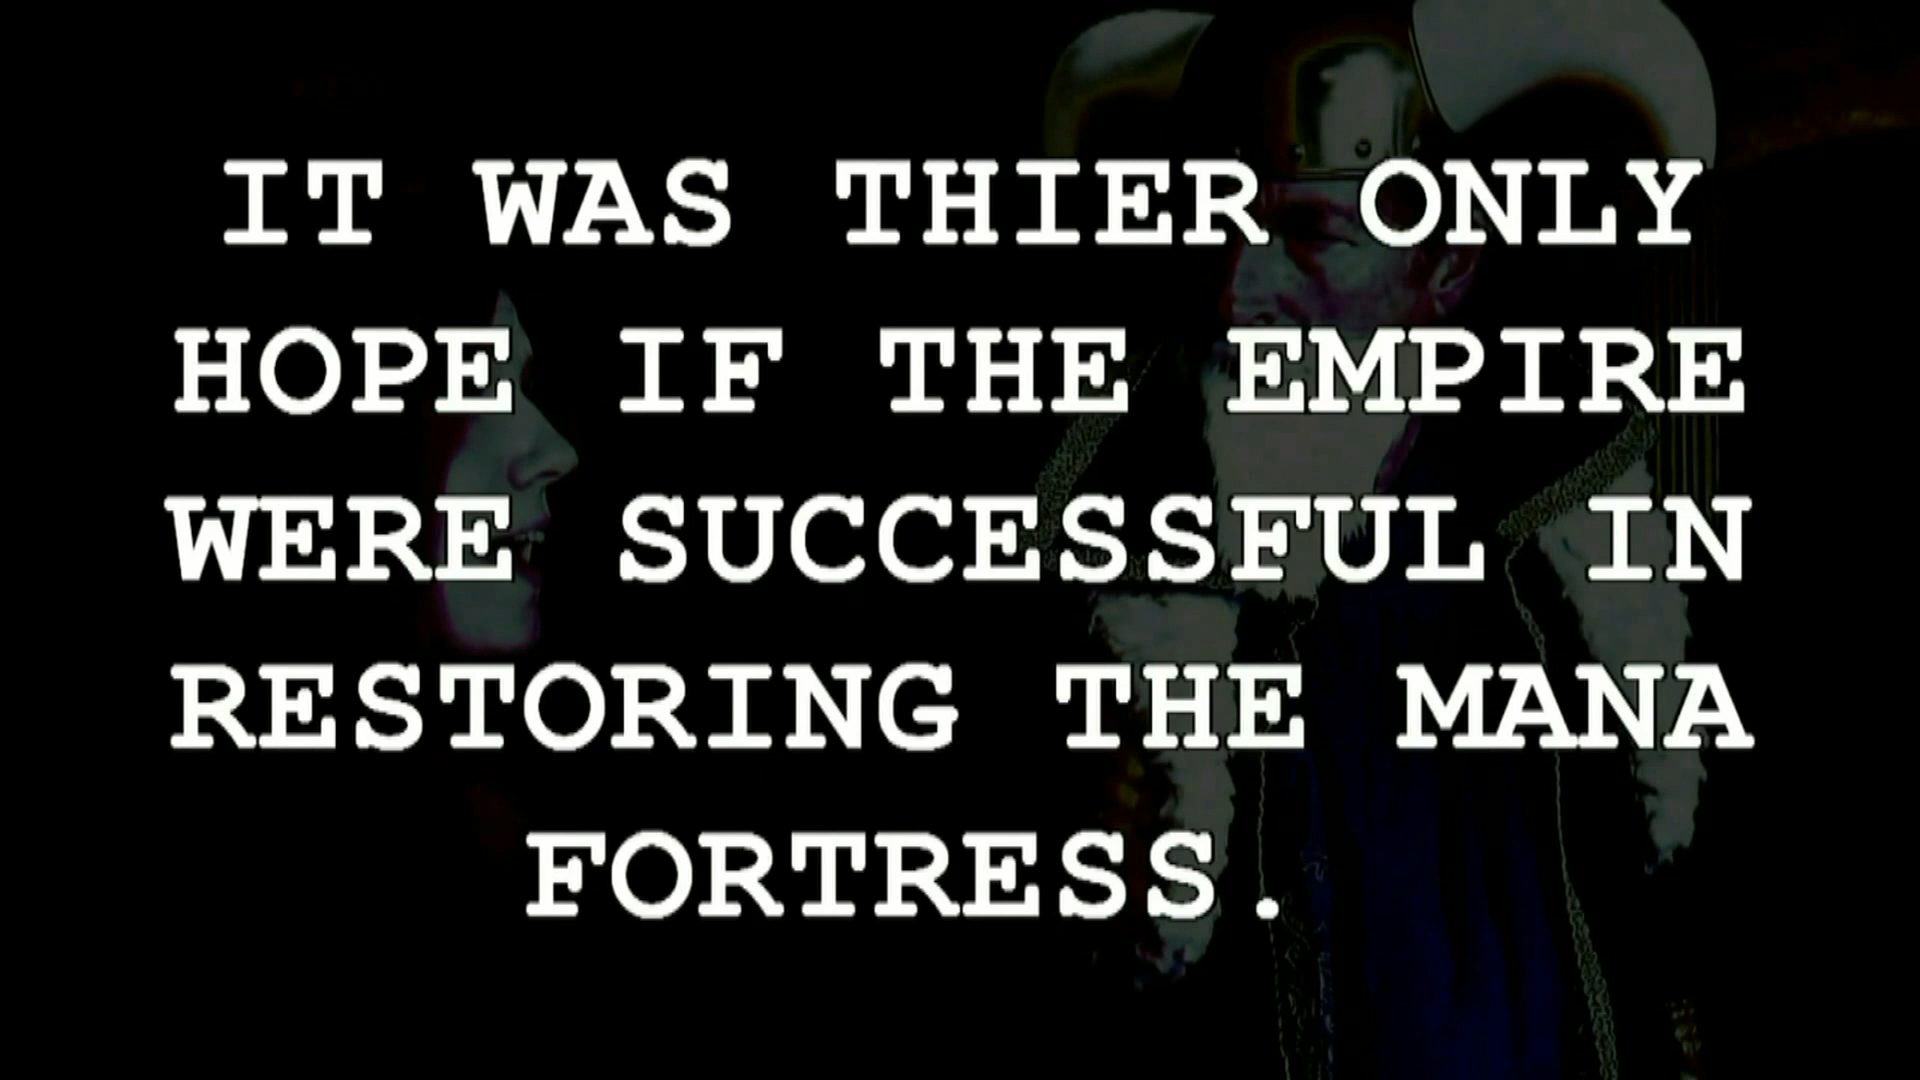 IT WAS THIER ONLY
HOPE IF THE EMPIRE
WERE SUCCESSFUL IN
RESTORING THE MANA
FORTRESS.